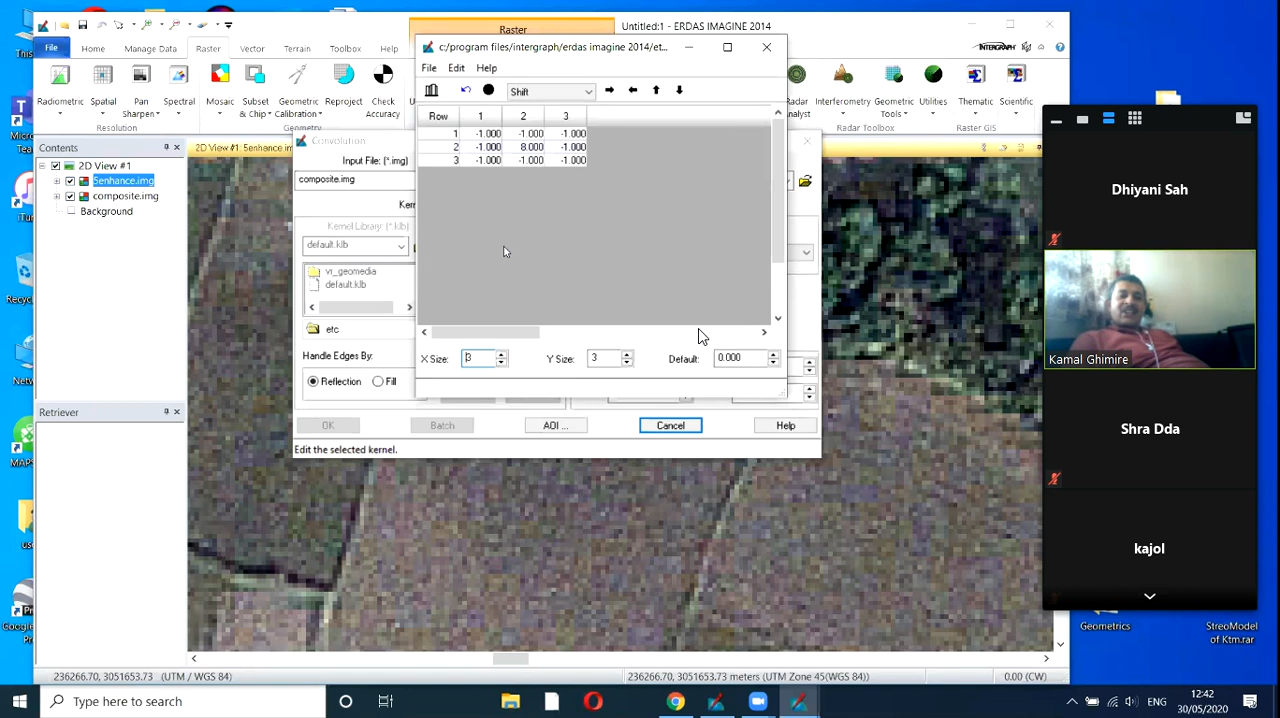 Untitled:1 - ERDAS IMAGINE 2014
Raster
File Home Manage Data Raster Vector Terrain Toolbox Help
INTERGRAPH
c:/program files/intergraph/erdas imagine 2014/et...
File Edit Help
Shift
Radiometric Spatial Pan Sharpen Spectral
Mosaic Subset & Chip Geometric Calibration Reproject Check Accuracy
Radar Analyst Interferometry Geometric Tools Utilities Thematic Scientific
Resolution Geometry Radar Toolbox Raster GIS
Row 1 2 3
1 -1.000 -1.000 -1.000
2 -1.000 8.000 -1.000
3 -1.000 -1.000 -1.000
X Size: 3 Y Size: 3 Default: 0.000
Contents
2D View #1
5enhance.img
composite.img
Background
Retriever
2D View #1: 5enhance.im
Convolution
Input File: (*.img)
composite.img
Kern
Kernel Library: (*.klb)
default.klb
vr_geomedia
default.klb
etc
Handle Edges By:
Reflection Fill
OK Batch AOI ... Cancel Help
Edit the selected kernel.
Dhiyani Sah
Kamal Ghimire
Shra Dda
kajol
Geometrics
StreoModel of Ktm.rar
236266.70, 3051653.73 (UTM / WGS 84)
236266.70, 3051653.73 meters (UTM Zone 45(WGS 84))
0.00 (CW)
Type here to search
ENG
12:42
30/05/2020